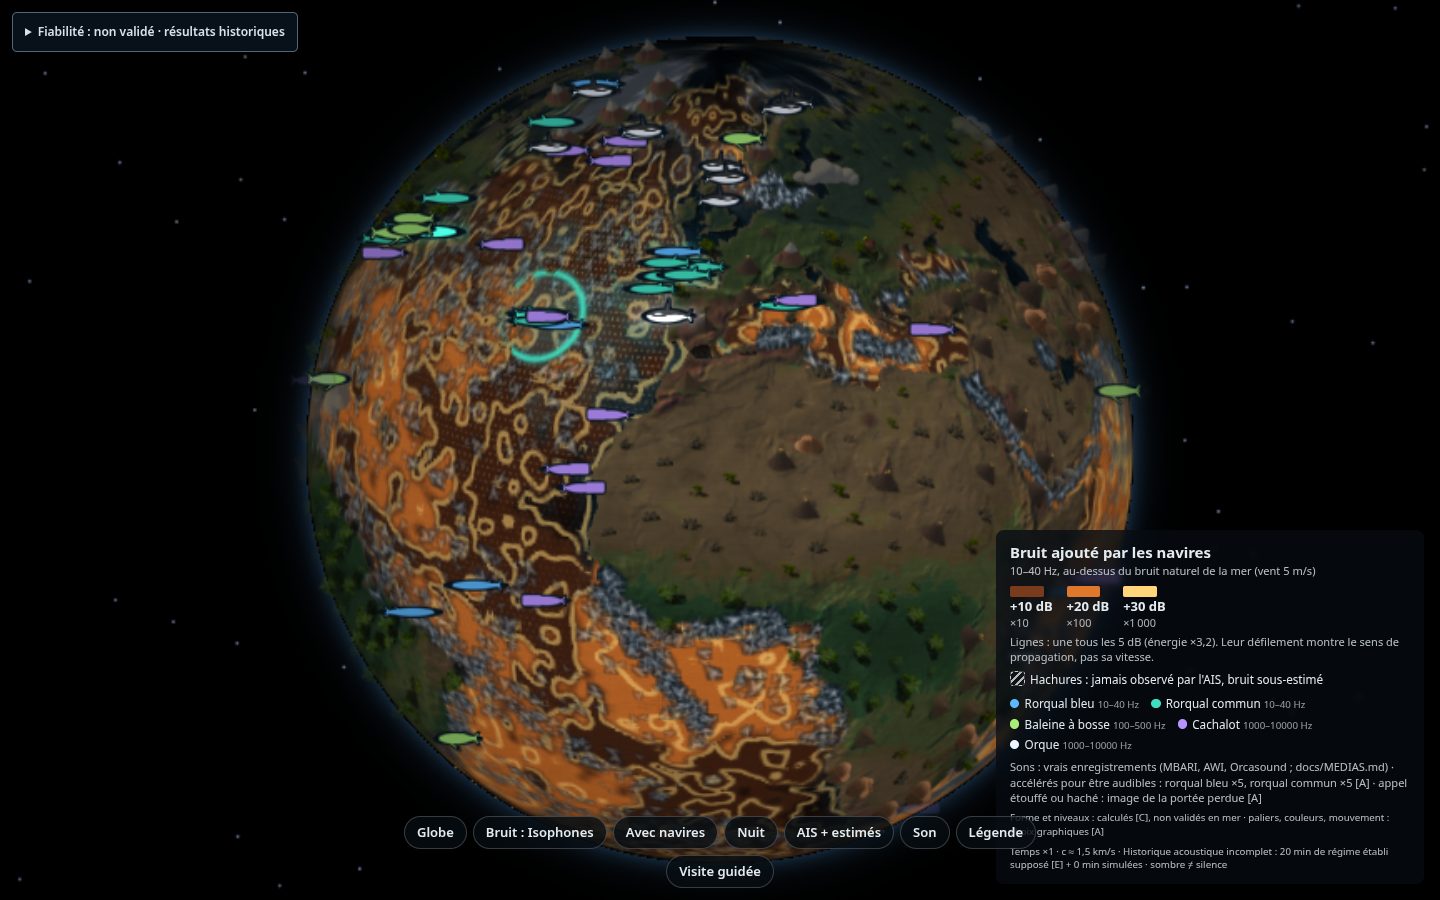 ▶ Fiabilité : non validé · résultats historiques
Bruit ajouté par les navires
10–40 Hz, au-dessus du bruit naturel de la mer (vent 5 m/s)
+10 dB +20 dB +30 dB
×10 ×100 ×1 000
Lignes : une tous les 5 dB (énergie ×3,2). Leur défilement montre le sens de
propagation, pas sa vitesse.
Hachures : jamais observé par l'AIS, bruit sous-estimé
Rorqual bleu 10–40 Hz Rorqual commun 10–40 Hz
Baleine à bosse 100–500 Hz Cachalot 1000–10000 Hz
Orque 1000–10000 Hz
Sons : vrais enregistrements (MBARI, AWI, Orcasound ; docs/MEDIAS.md) ·
accélérés pour être audibles : rorqual bleu ×5, rorqual commun ×5 [A] · appel
étouffé ou haché : image de la portée perdue [A]
Forme et niveaux : calculés [C], non validés en mer · paliers, couleurs, mouvement :
graphiques [A]
Temps ×1 · c ≈ 1,5 km/s · Historique acoustique incomplet : 20 min de régime établi
supposé [E] + 0 min simulées · sombre ≠ silence
Globe Bruit : Isophones Avec navires Nuit AIS + estimés Son Légende
Visite guidée